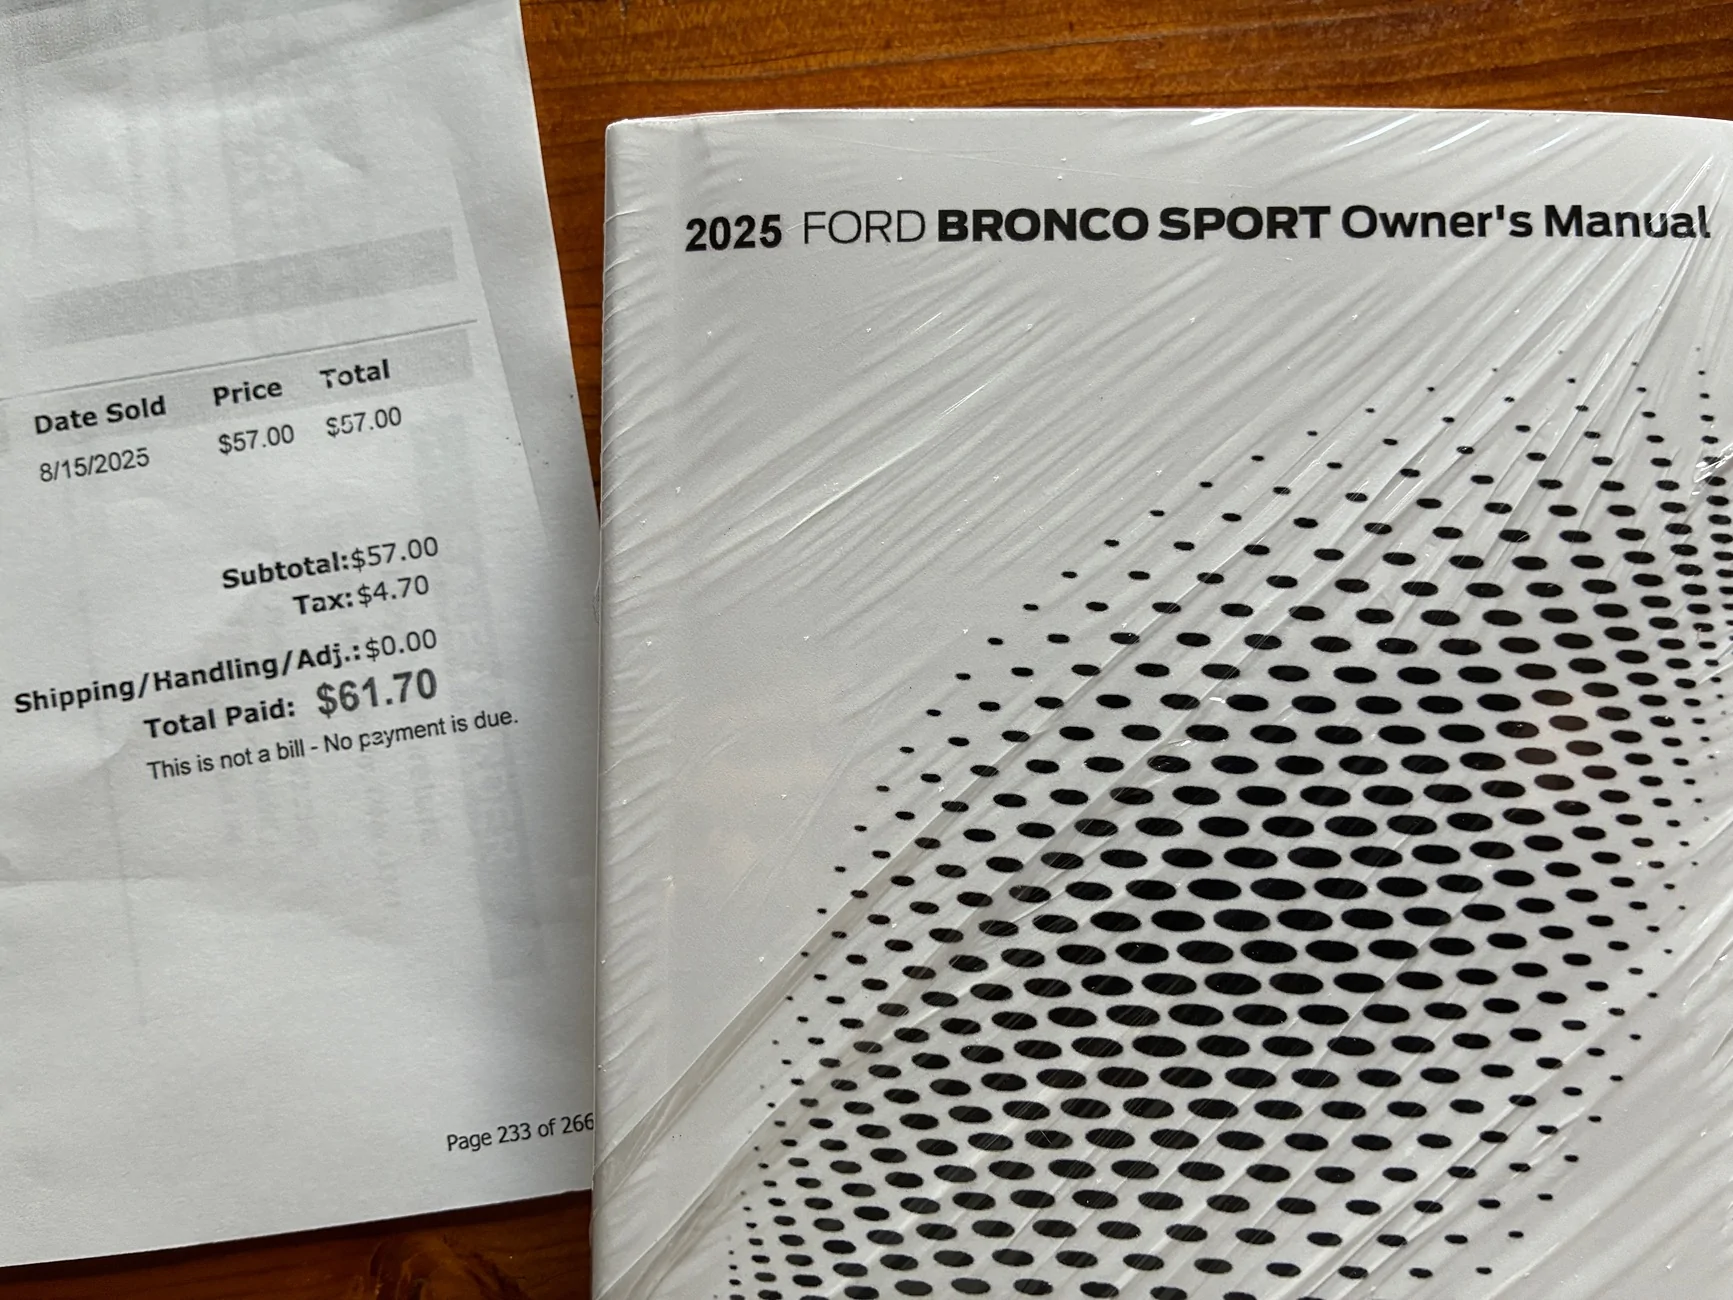 Date Sold Price Total
8/15/2025 $57.00 $57.00
Subtotal:$57.00
Tax:$4.70
Shipping/Handling/Adj.:$0.00
Total Paid: $61.70
This is not a bill - No payment is due.
Page 233 of 266
2025 FORD BRONCO SPORT Owner's Manual